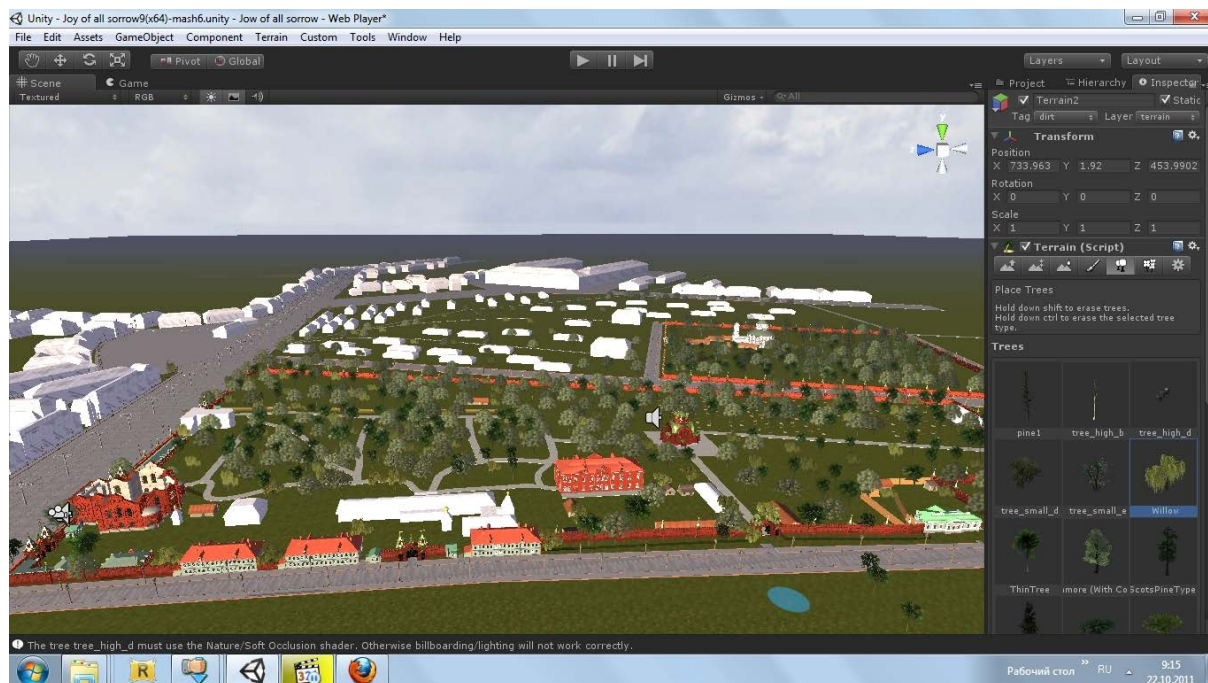 Unity - Joy of all sorrow9(x64)-mash6.unity - Jow of all sorrow - Web Player*
File Edit Assets GameObject Component Terrain Custom Tools Window Help
Pivot Global Layers Layout
Scene Game Project Hierarchy Inspector
Textured RGB Gizmos All
Terrain2 Static
Tag dirt Layer terrain
Transform
Position
X 733.963 Y 1.92 Z 453.9902
Rotation
X 0 Y 0 Z 0
Scale
X 1 Y 1 Z 1
Terrain (Script)
Place Trees
Hold down shift to erase trees.
Hold down ctrl to erase the selected tree
type.
Trees
pine1 tree_high_b tree_high_d
tree_small_d tree_small_e Willow
ThinTree imore (With Co ScotsPineType
The tree tree_high_d must use the Nature/Soft Occlusion shader. Otherwise billboarding/lighting will not work correctly.
Рабочий стол » RU 9:15
22.10.2011